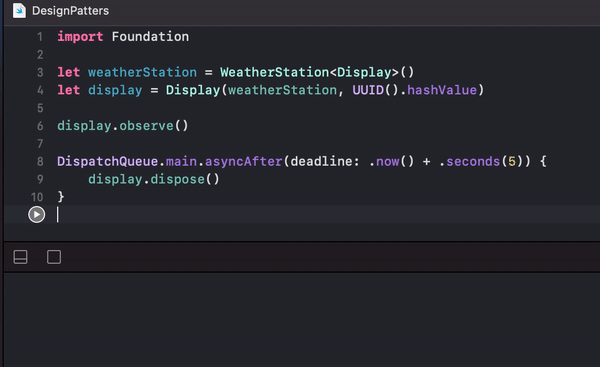 DesignPatters
1 import Foundation
2
3 let weatherStation = WeatherStation<Display>()
4 let display = Display(weatherStation, UUID().hashValue)
5
6 display.observe()
7
8 DispatchQueue.main.asyncAfter(deadline: .now() + .seconds(5)) {
9     display.dispose()
10 }